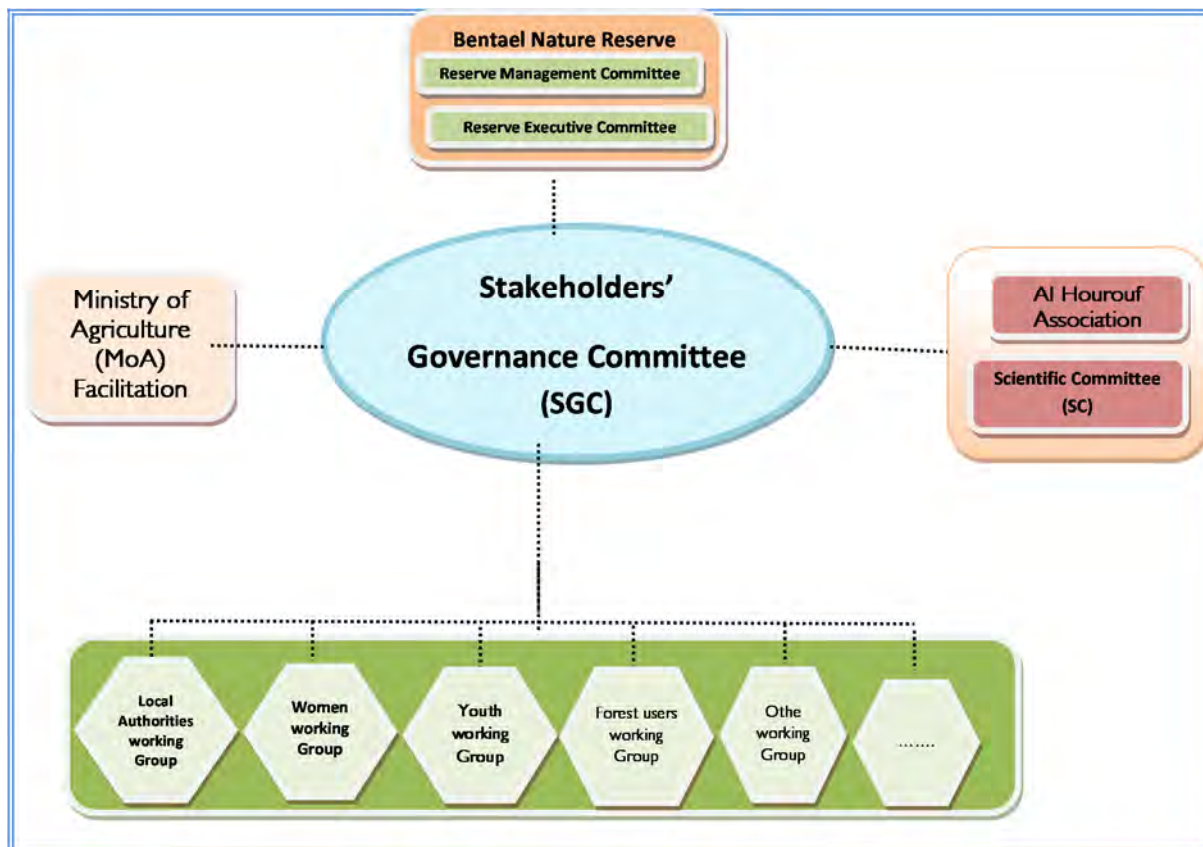 Bentael Nature Reserve
Reserve Management Committee
Reserve Executive Committee
Stakeholders’
Governance Committee
(SGC)
Ministry of
Agriculture
(MoA)
Facilitation
Al Hourouf
Association
Scientific Committee
(SC)
Local
Authorities
working
Group
Women
working
Group
Youth
working
Group
Forest users
working
Group
Othe
working
Group
.......